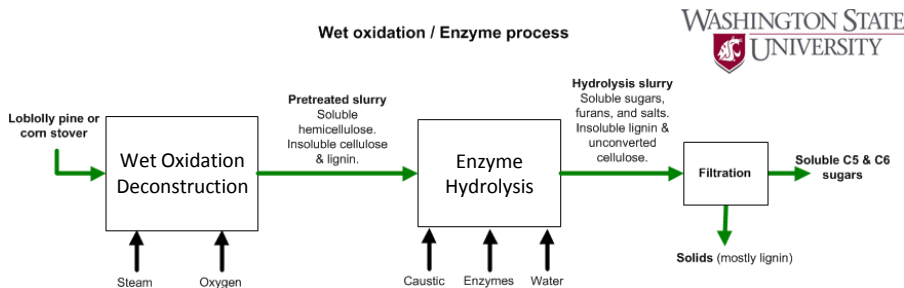 WASHINGTON STATE
UNIVERSITY
Wet oxidation / Enzyme process
Loblolly pine or
corn stover
Wet Oxidation
Deconstruction
Steam
Oxygen
Pretreated slurry
Soluble
hemicellulose.
Insoluble cellulose
& lignin.
Enzyme
Hydrolysis
Caustic
Enzymes
Water
Hydrolysis slurry
Soluble sugars,
furans, and salts.
Insoluble lignin &
unconverted
cellulose.
Filtration
Soluble C5 & C6
sugars
Solids (mostly lignin)